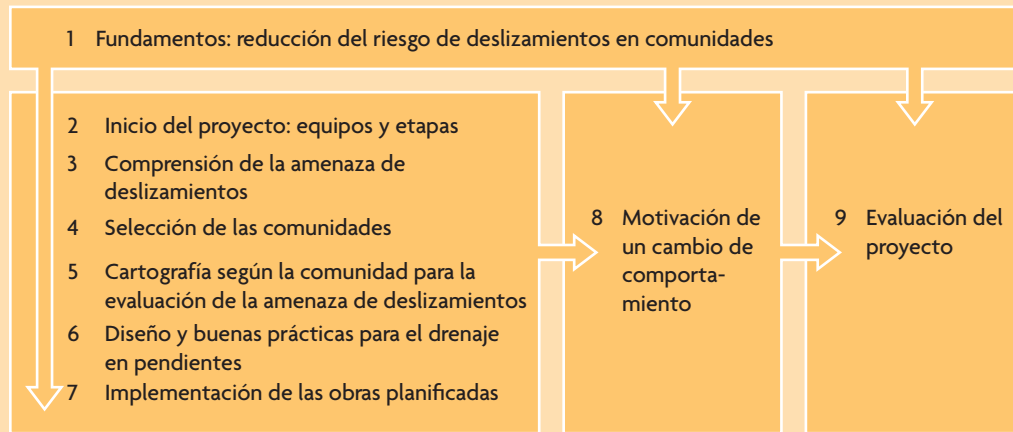 1 Fundamentos: reducción del riesgo de deslizamientos en comunidades
2 Inicio del proyecto: equipos y etapas
3 Comprensión de la amenaza de
deslizamientos
4 Selección de las comunidades
5 Cartografía según la comunidad para la
evaluación de la amenaza de deslizamientos
6 Diseño y buenas prácticas para el drenaje
en pendientes
7 Implementación de las obras planificadas
8 Motivación de
un cambio de
comporta-
miento
9 Evaluación del
proyecto